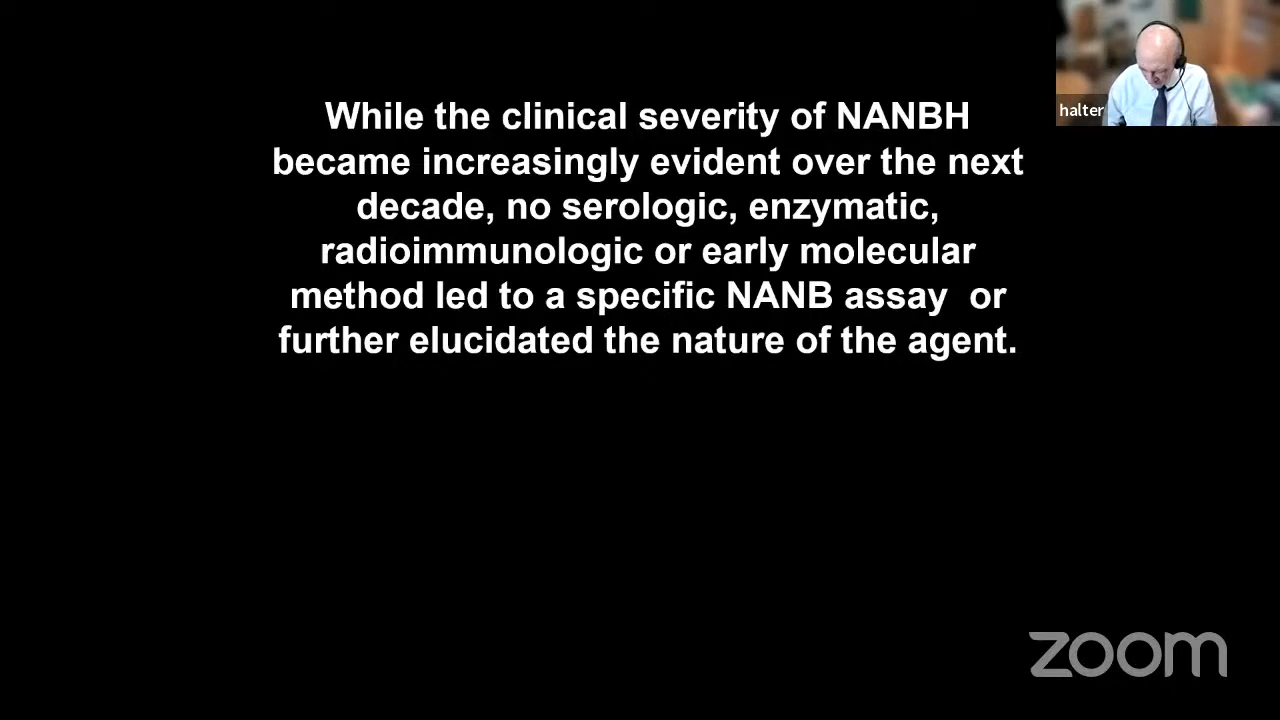 While the clinical severity of NANBH
became increasingly evident over the next
decade, no serologic, enzymatic,
radioimmunologic or early molecular
method led to a specific NANB assay  or
further elucidated the nature of the agent.
halter
zoom